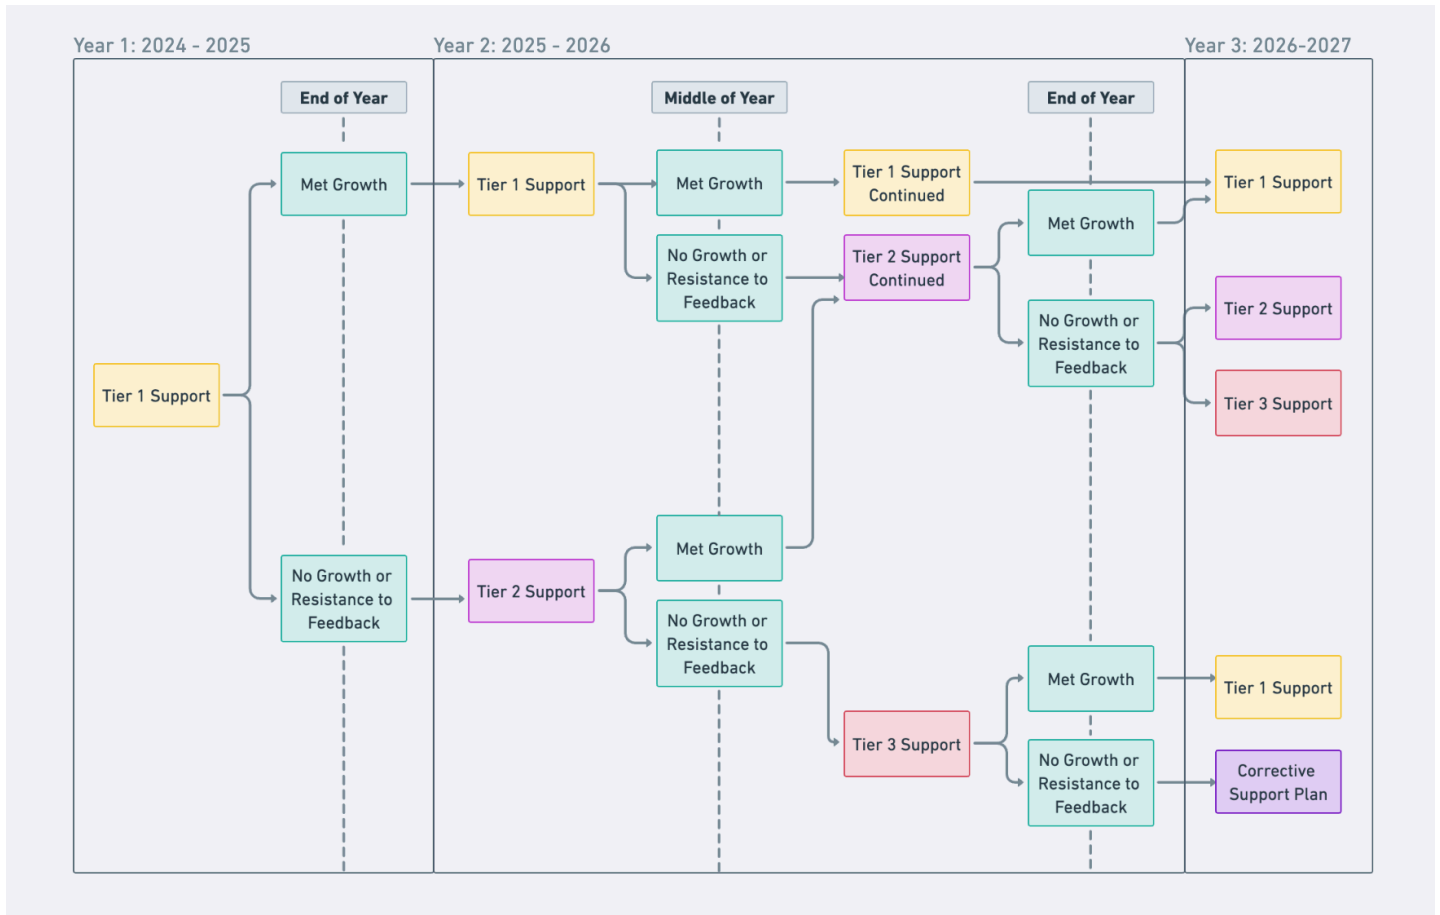 Year 1: 2024 - 2025
Year 2: 2025 - 2026
Year 3: 2026-2027
End of Year
Middle of Year
End of Year
Tier 1 Support
Met Growth
No Growth or
Resistance to
Feedback
Tier 1 Support
Tier 2 Support
Met Growth
No Growth or
Resistance to
Feedback
Met Growth
No Growth or
Resistance to
Feedback
Tier 1 Support
Continued
Tier 2 Support
Continued
Tier 3 Support
Met Growth
No Growth or
Resistance to
Feedback
Met Growth
No Growth or
Resistance to
Feedback
Tier 1 Support
Tier 2 Support
Tier 3 Support
Tier 1 Support
Corrective
Support Plan